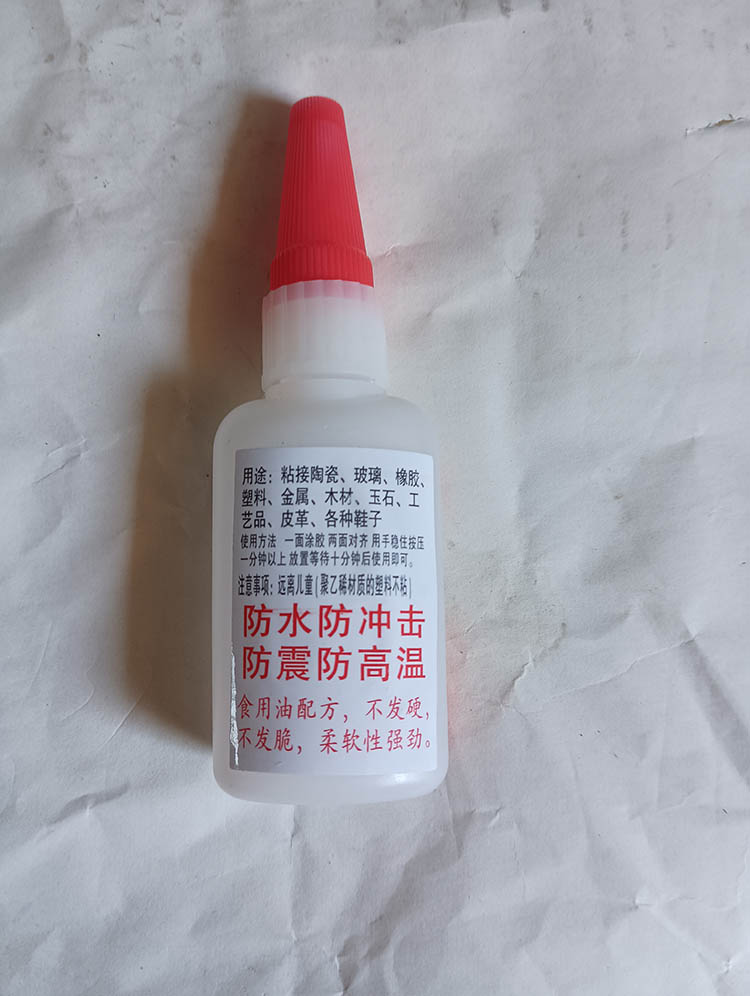 用途：粘接陶瓷、玻璃、橡胶、
塑料、金属、木材、玉石、工
艺品、皮革、各种鞋子
使用方法 一面涂胶 两面对齐 用手稳住按压
一分钟以上 放置等待十分钟后使用即可。
注意事项：远离儿童（聚乙稀材质的塑料不粘）
防水防冲击
防震防高温
食用油配方，不发硬，
不发脆，柔软性强劲。